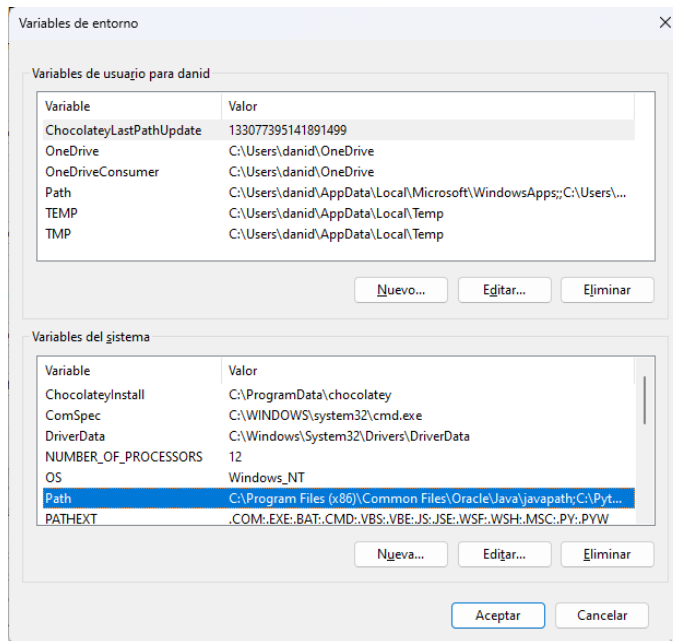 Variables de entorno
Variables de usuario para danid
Variable Valor
ChocolateyLastPathUpdate 133077395141891499
OneDrive C:\Users\danid\OneDrive
OneDriveConsumer C:\Users\danid\OneDrive
Path C:\Users\danid\AppData\Local\Microsoft\WindowsApps;;C:\Users\...
TEMP C:\Users\danid\AppData\Local\Temp
TMP C:\Users\danid\AppData\Local\Temp
Nuevo... Editar... Eliminar
Variables del sistema
Variable Valor
ChocolateyInstall C:\ProgramData\chocolatey
ComSpec C:\WINDOWS\system32\cmd.exe
DriverData C:\Windows\System32\Drivers\DriverData
NUMBER_OF_PROCESSORS 12
OS Windows_NT
Path C:\Program Files (x86)\Common Files\Oracle\Java\javapath;C:\Pyt...
PATHEXT .COM;.EXE;.BAT;.CMD;.VBS;.VBE;.JS;.JSE;.WSF;.WSH;.MSC;.PY;.PYW
Nueva... Editar... Eliminar
Aceptar Cancelar